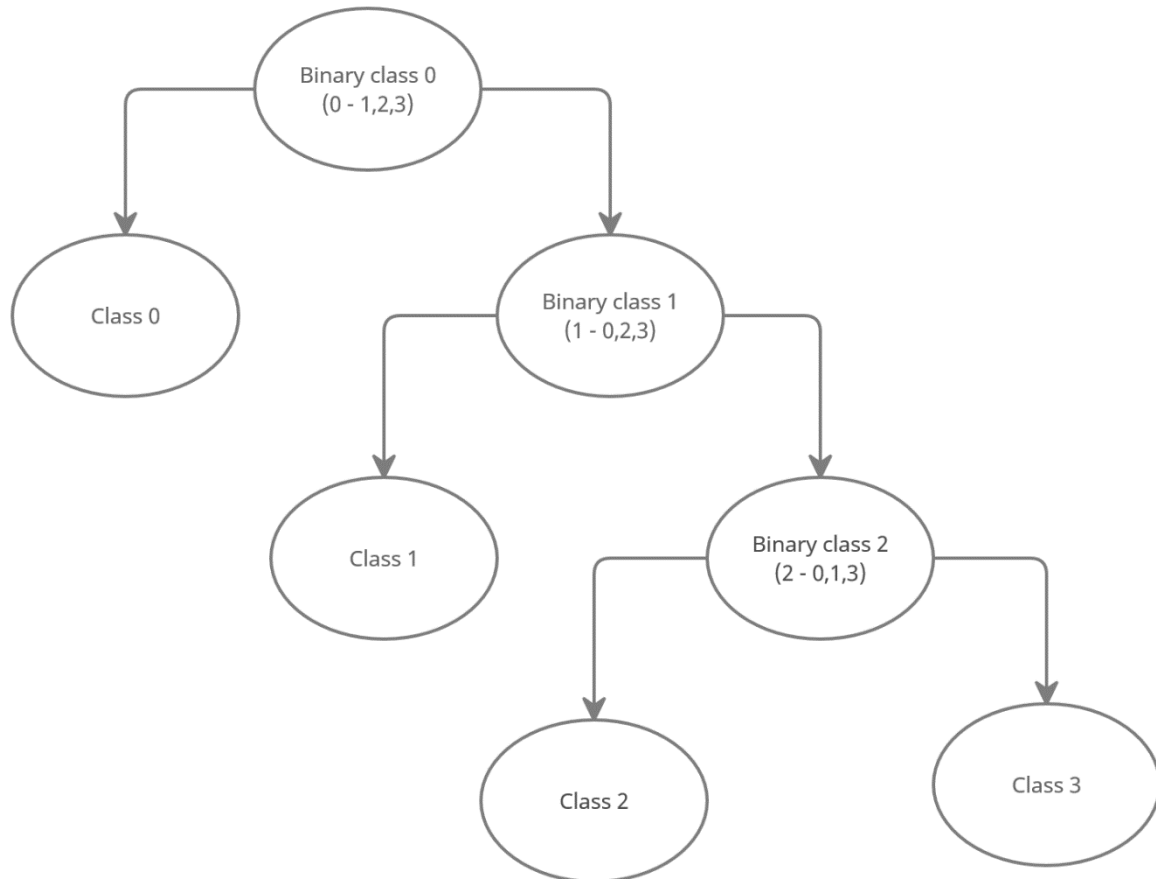 Binary class 0
(0 - 1,2,3)
Class 0
Binary class 1
(1 - 0,2,3)
Class 1
Binary class 2
(2 - 0,1,3)
Class 2
Class 3